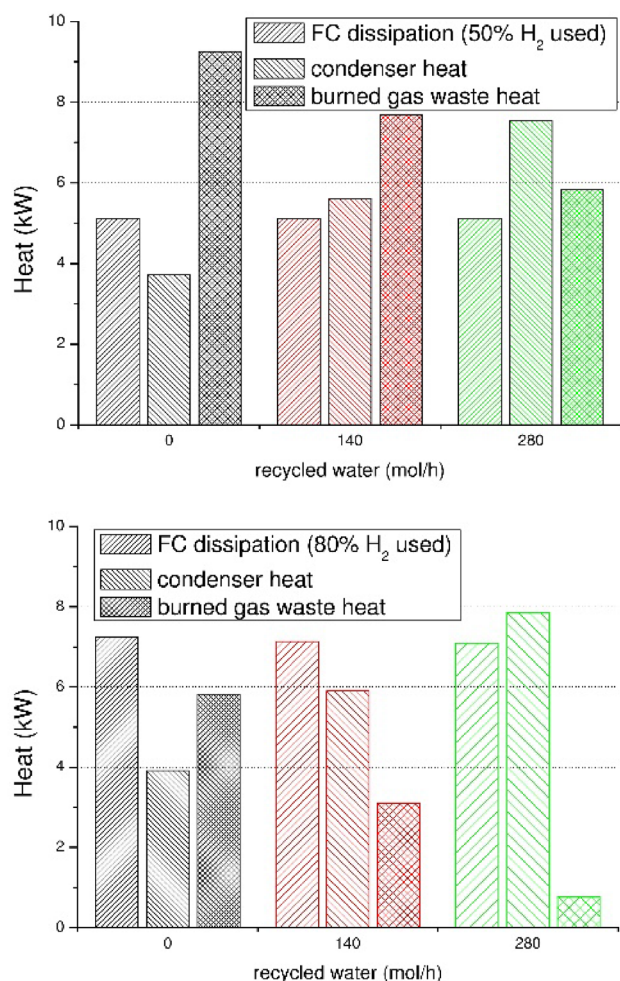 10
8
6
4
2
0
Heat (kW)
FC dissipation (50% H2 used)
condenser heat
burned gas waste heat
0 140 280
recycled water (mol/h)
10
8
6
4
2
0
Heat (kW)
FC dissipation (80% H2 used)
condenser heat
burned gas waste heat
0 140 280
recycled water (mol/h)